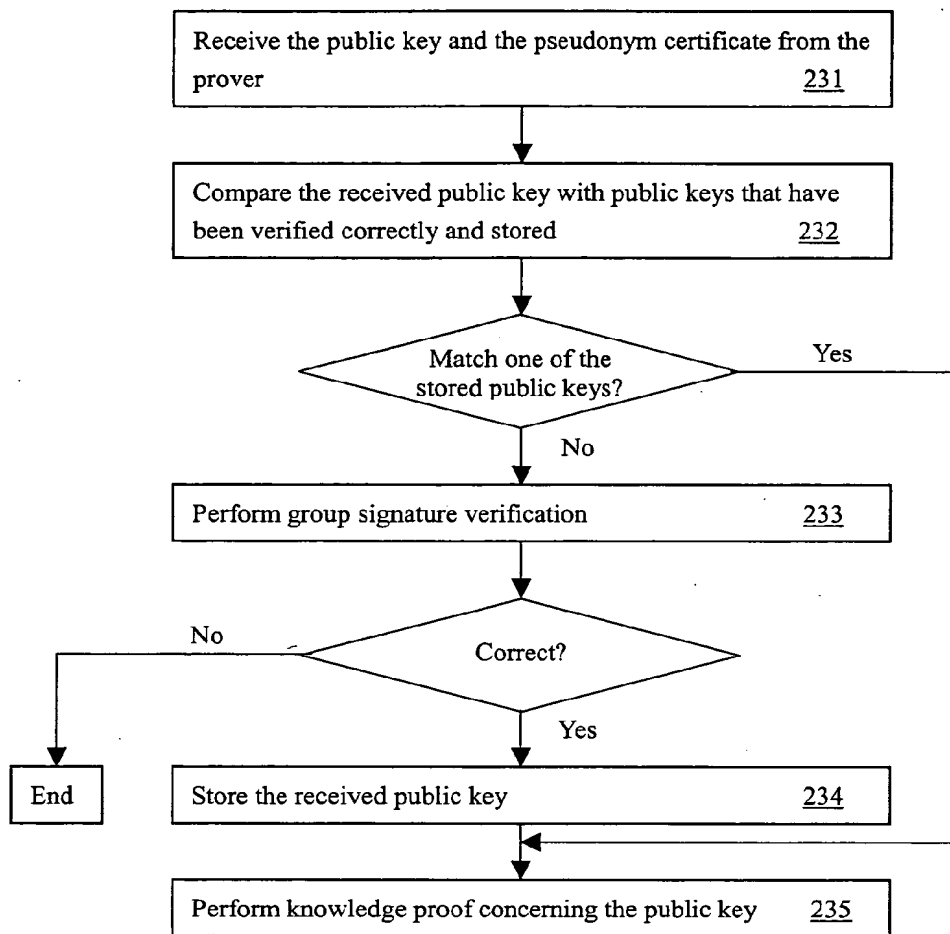 Receive the public key and the pseudonym certificate from the
prover 231
Compare the received public key with public keys that have
been verified correctly and stored 232
Match one of the
stored public keys?
Yes
No
Perform group signature verification 233
No
Correct?
Yes
End
Store the received public key 234
Perform knowledge proof concerning the public key 235